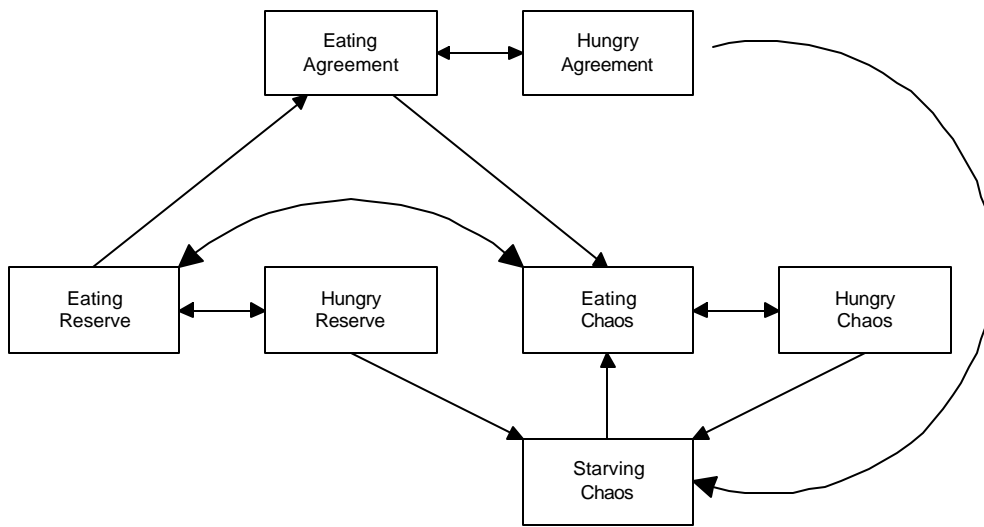 Eating
Agreement
Hungry
Agreement
Eating
Reserve
Hungry
Reserve
Eating
Chaos
Hungry
Chaos
Starving
Chaos